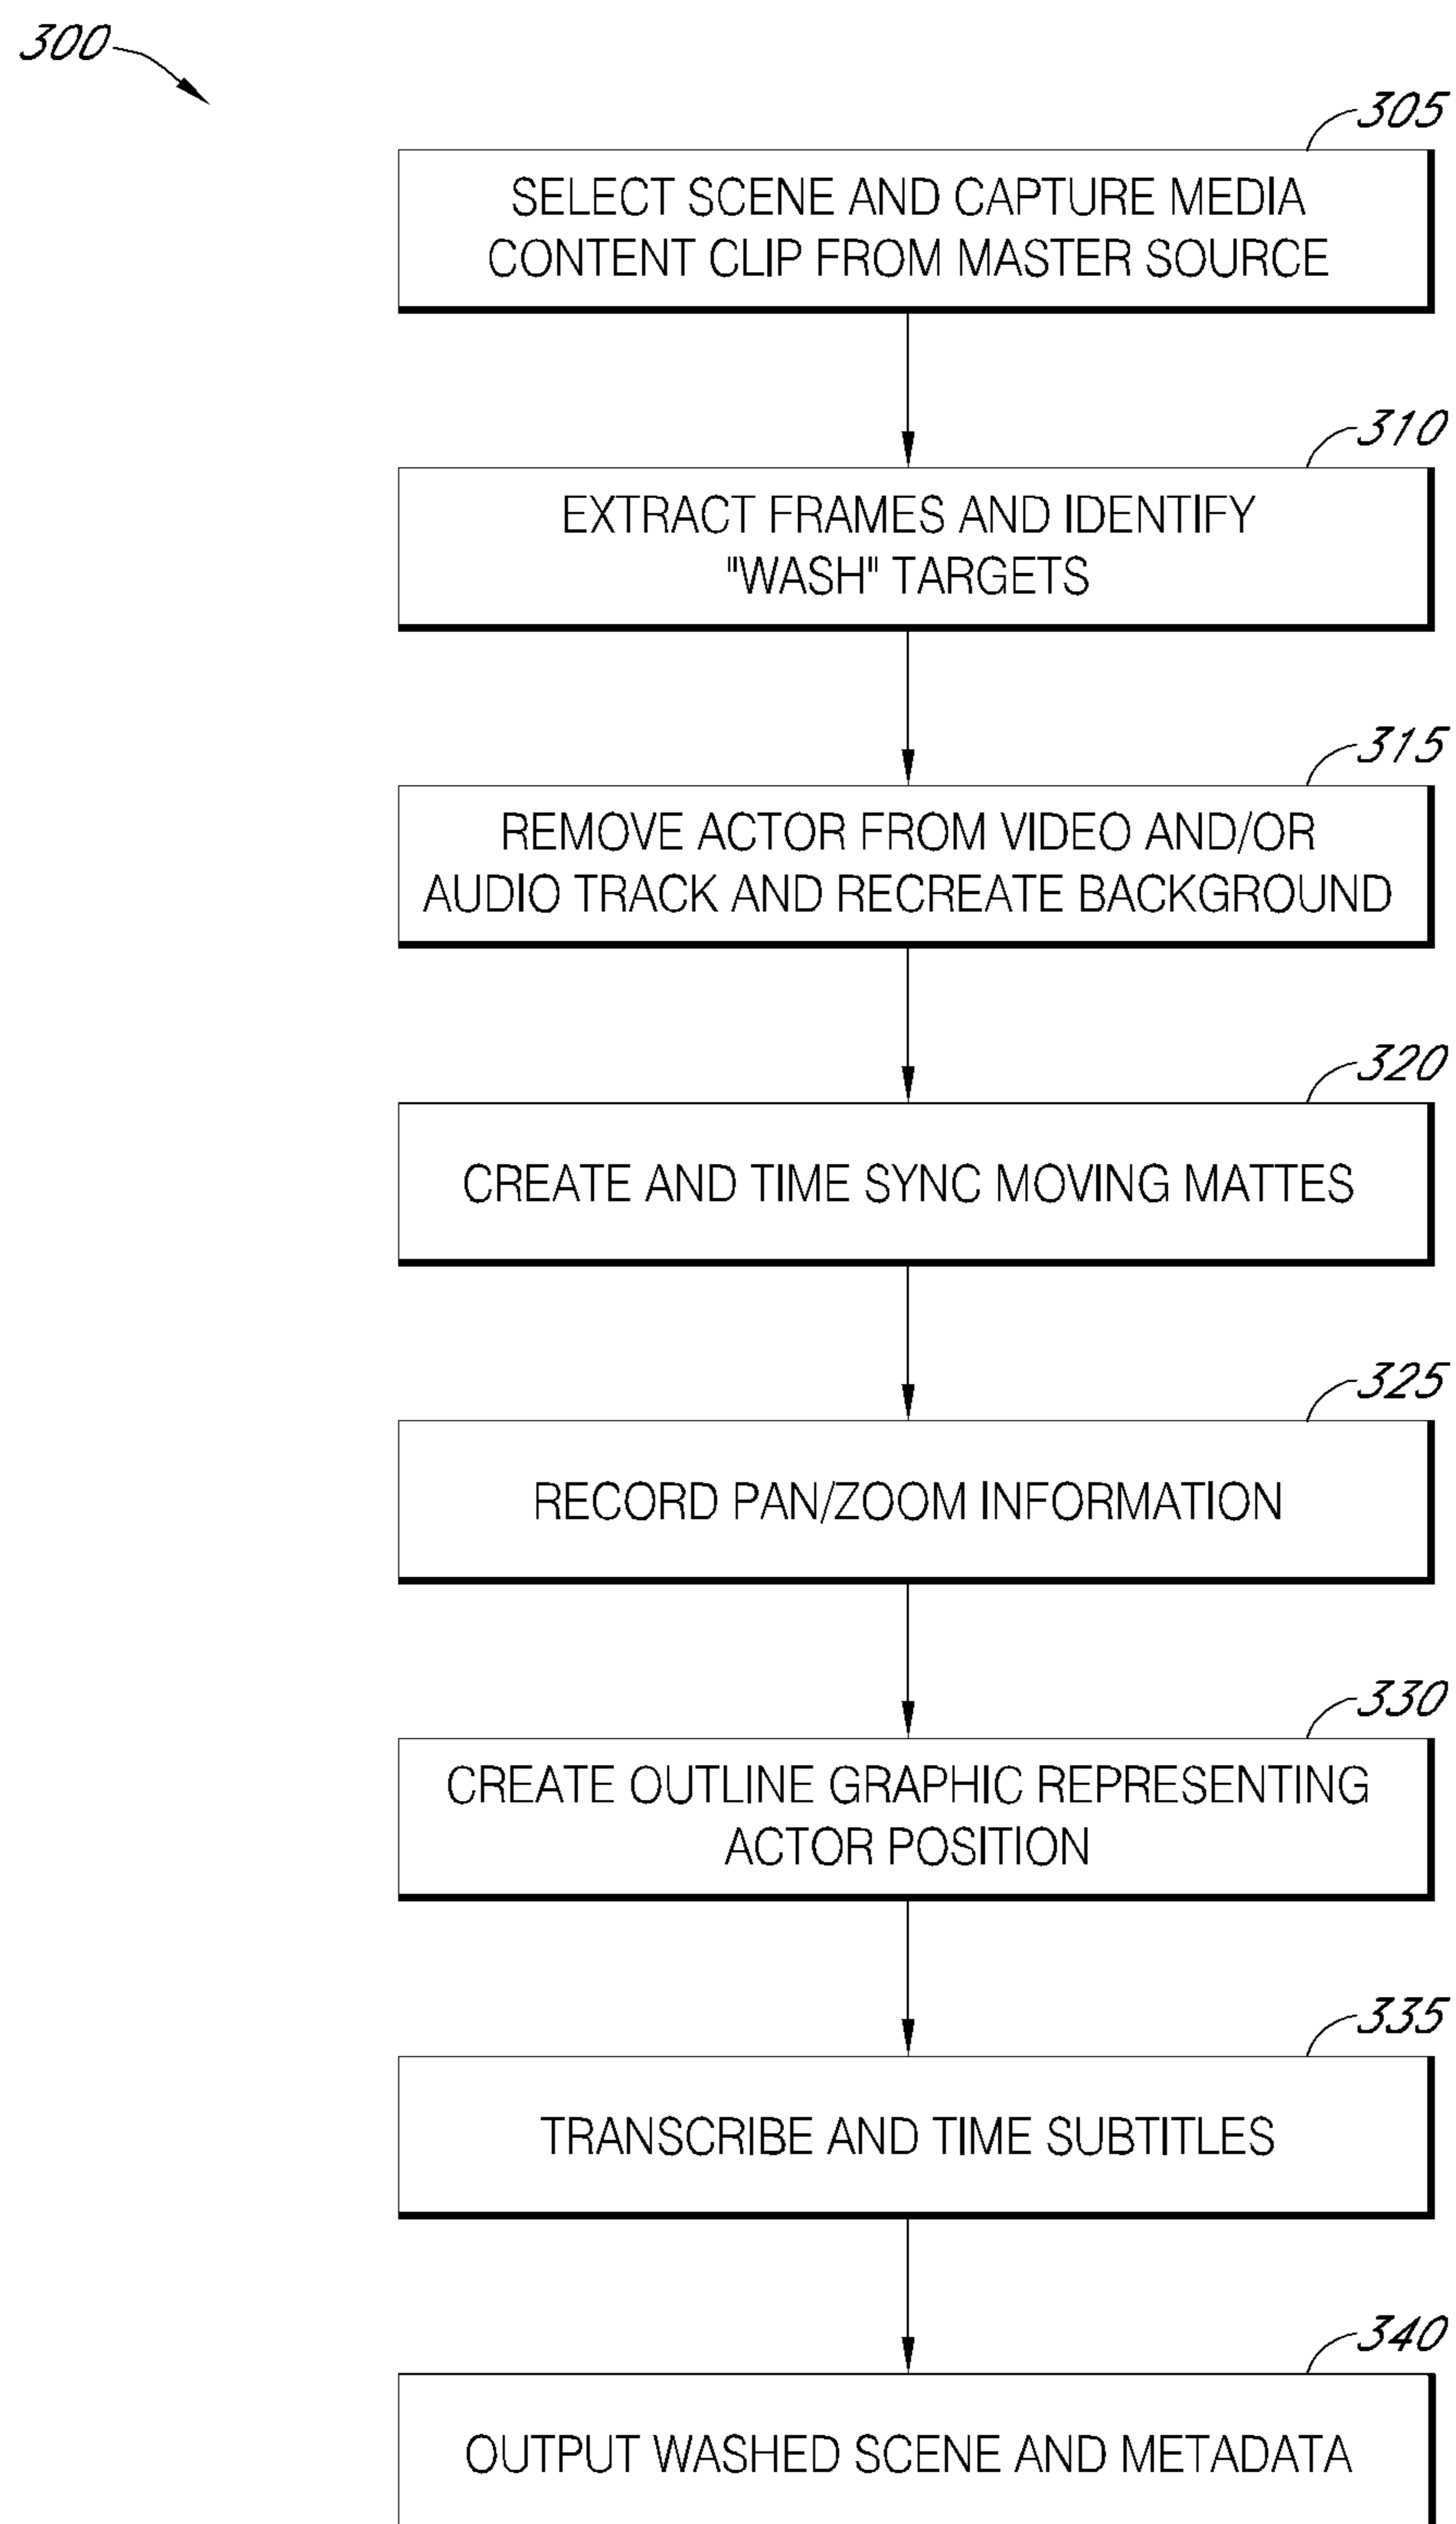 300
305
SELECT SCENE AND CAPTURE MEDIA
CONTENT CLIP FROM MASTER SOURCE
310
EXTRACT FRAMES AND IDENTIFY
"WASH" TARGETS
315
REMOVE ACTOR FROM VIDEO AND/OR
AUDIO TRACK AND RECREATE BACKGROUND
320
CREATE AND TIME SYNC MOVING MATTES
325
RECORD PAN/ZOOM INFORMATION
330
CREATE OUTLINE GRAPHIC REPRESENTING
ACTOR POSITION
335
TRANSCRIBE AND TIME SUBTITLES
340
OUTPUT WASHED SCENE AND METADATA